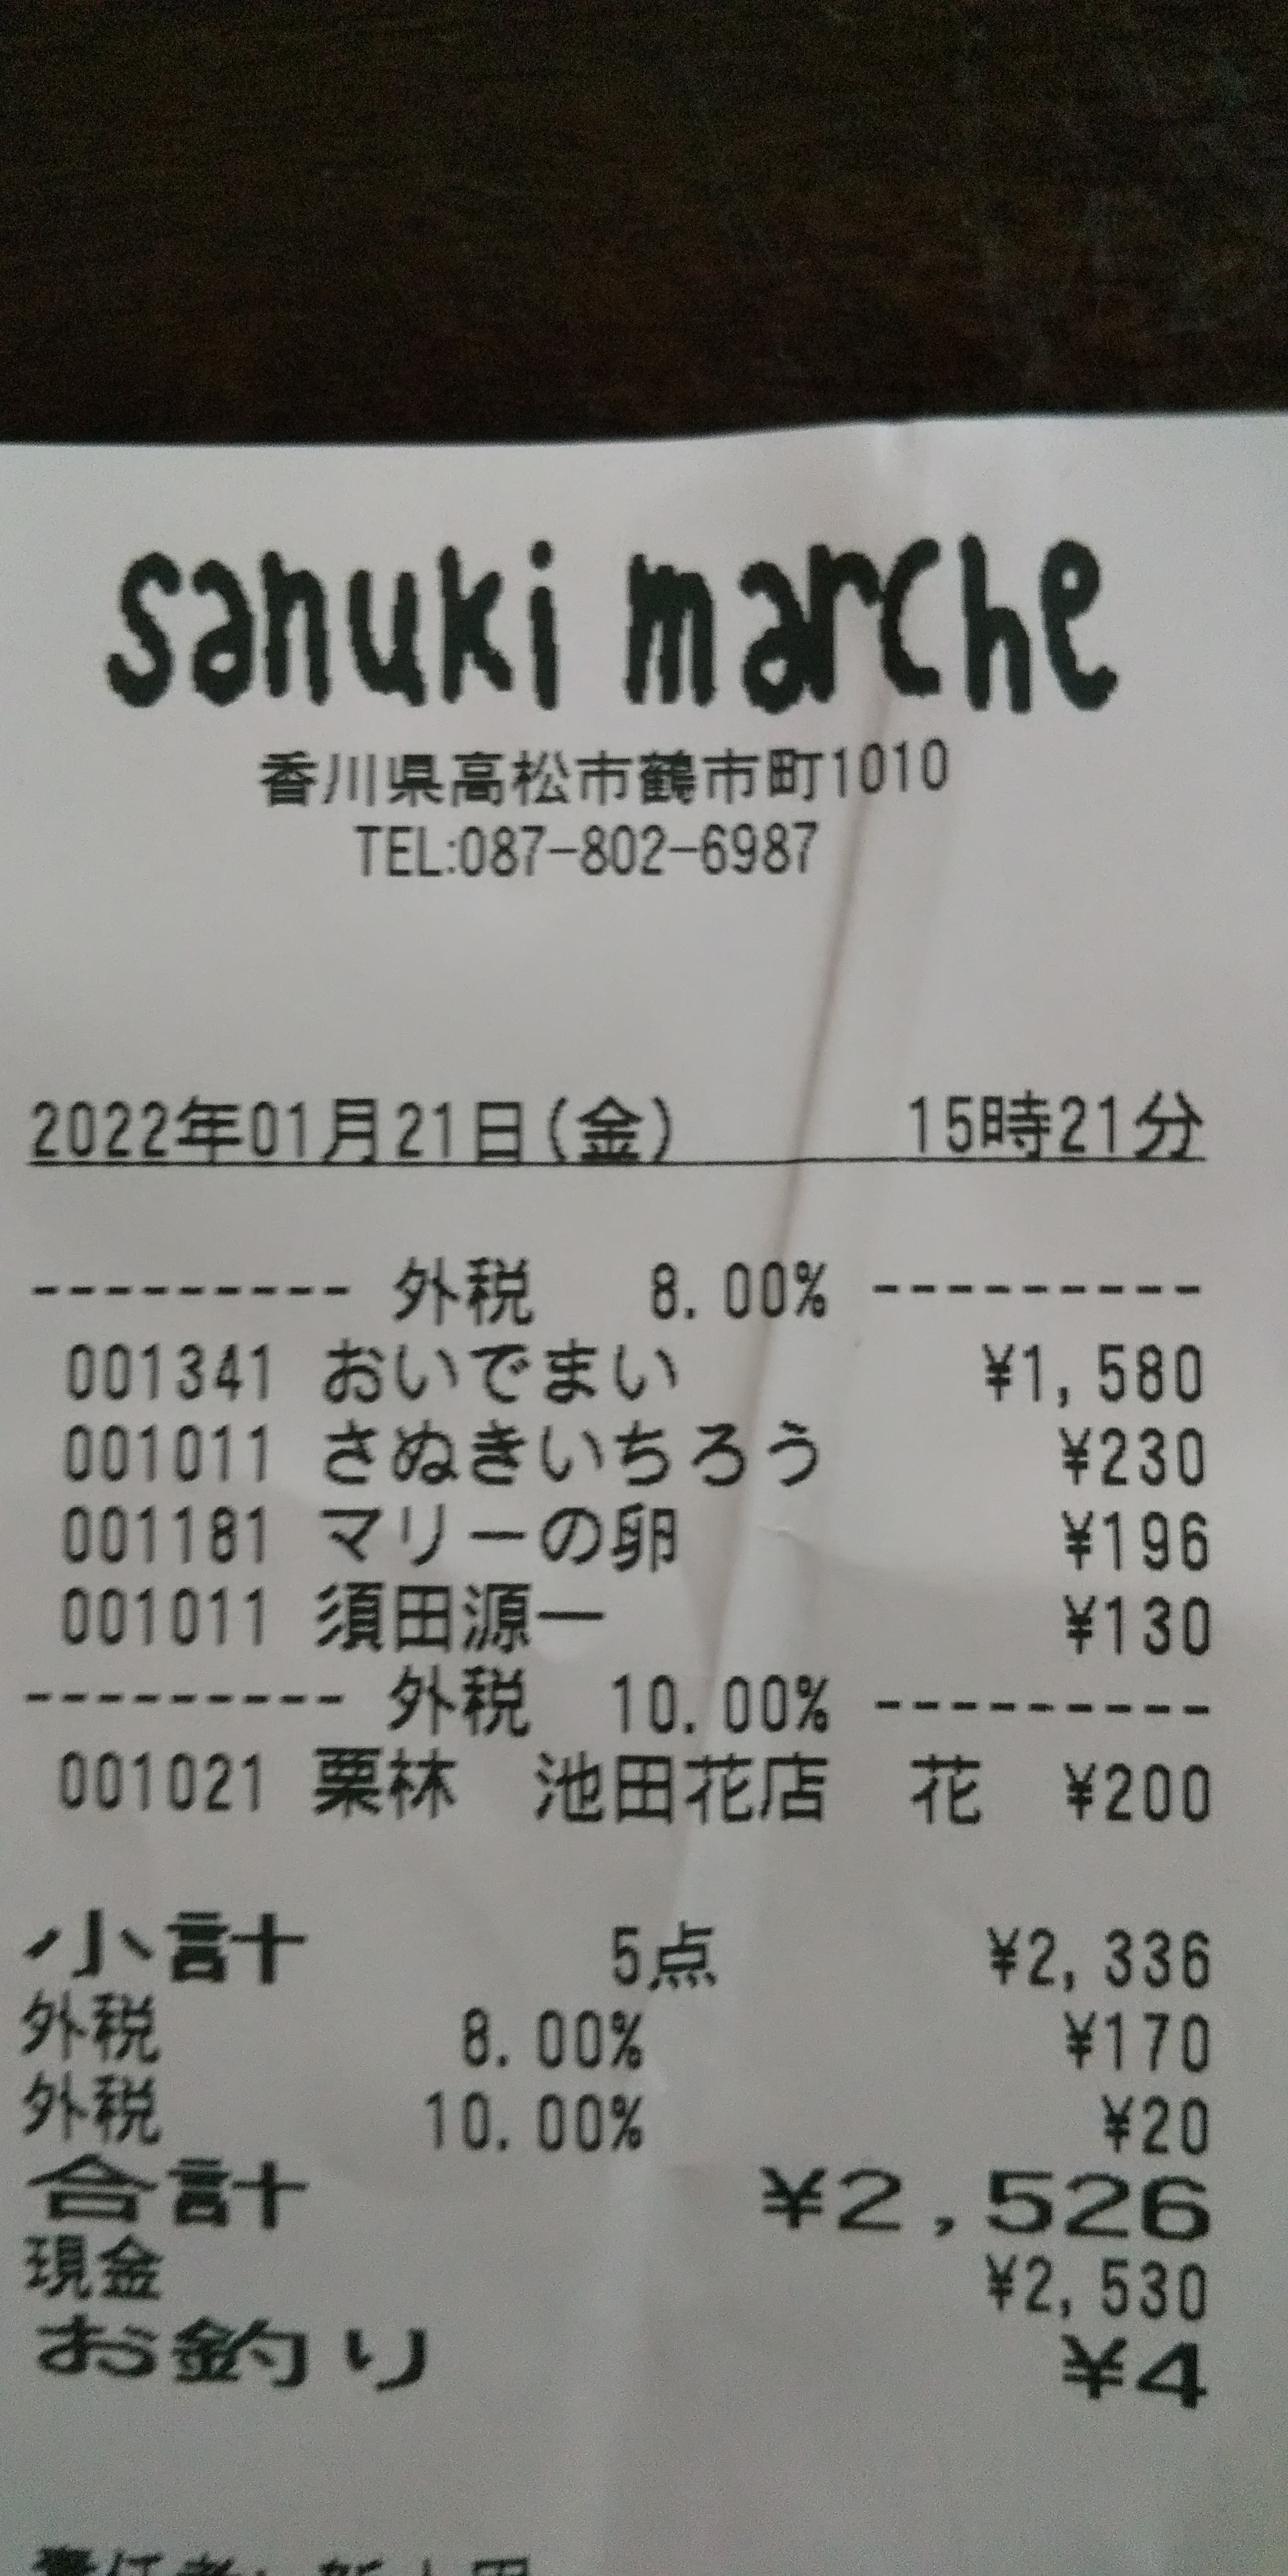 sanuki marche
香川県高松市鶴市町1010
TEL:087-802-6987
2022年01月21日(金) 15時21分
--------- 外税 8.00% ---------
001341 おいでまい ¥1,580
001011 さぬきいちろう ¥230
001181 マリーの卵 ¥196
001011 須田源一 ¥130
--------- 外税 10.00% ---------
001021 栗林 池田花店 花 ¥200
小計 5点 ¥2,336
外税 8.00% ¥170
外税 10.00% ¥20
合計 ¥2,526
現金 ¥2,530
お釣り ¥4